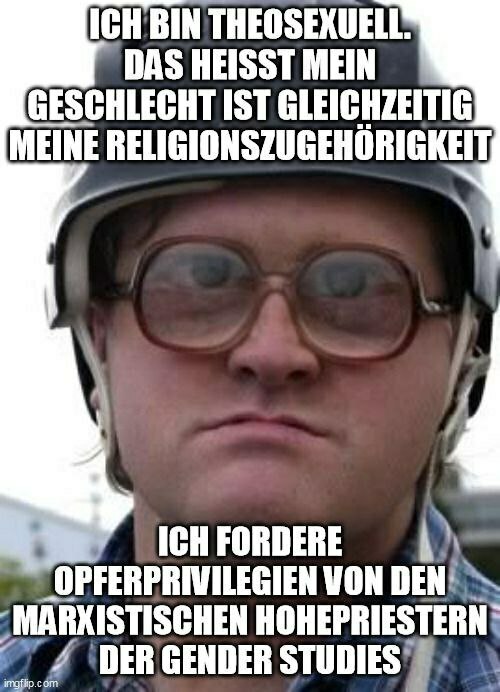 ICH BIN THEOSEXUELL.
DAS HEISST MEIN
GESCHLECHT IST GLEICHZEITIG
MEINE RELIGIONSZUGEHÖRIGKEIT
ICH FORDERE
OPFERPRIVILEGIEN VON DEN
MARXISTISCHEN HOHEPRIESTERN
DER GENDER STUDIES
imgflip.com